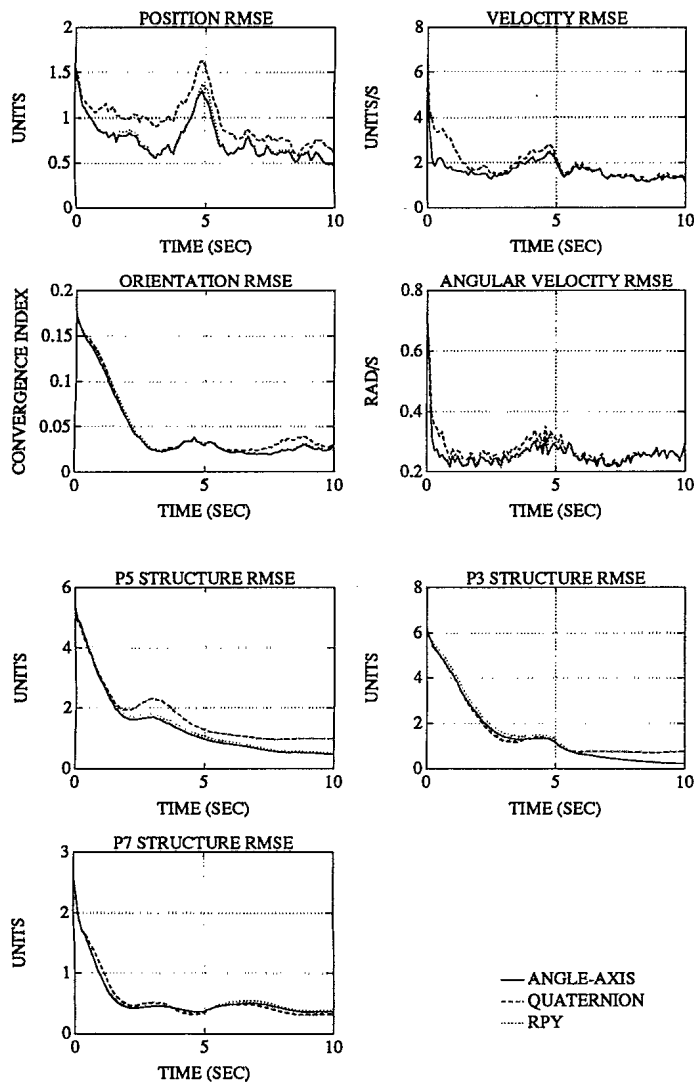 POSITION RMSE
2
1.5
1
0.5
0
0
5
10
UNITS
TIME (SEC)
VELOCITY RMSE
8
6
4
2
0
0
5
10
UNITS/S
TIME (SEC)
ORIENTATION RMSE
0.2
0.15
0.1
0.05
0
0
5
10
CONVERGENCE INDEX
TIME (SEC)
ANGULAR VELOCITY RMSE
0.8
0.6
0.4
0.2
0
5
10
RAD/S
TIME (SEC)
P5 STRUCTURE RMSE
6
4
2
0
0
5
10
UNITS
TIME (SEC)
P3 STRUCTURE RMSE
8
6
4
2
0
0
5
10
UNITS
TIME (SEC)
P7 STRUCTURE RMSE
3
2
1
0
0
5
10
UNITS
TIME (SEC)
ANGLE-AXIS
QUATERNION
RPY